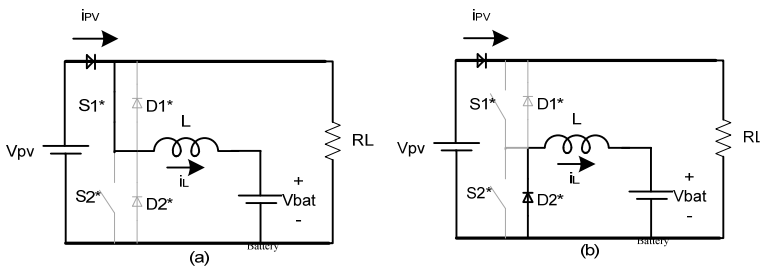 iPV
S1*
D1*
L
Vpv
iL
RL
S2*
D2*
+
Vbat
-
Battery
(a)
iPV
S1*
D1*
L
Vpv
iL
RL
S2*
D2*
+
Vbat
-
Battery
(b)